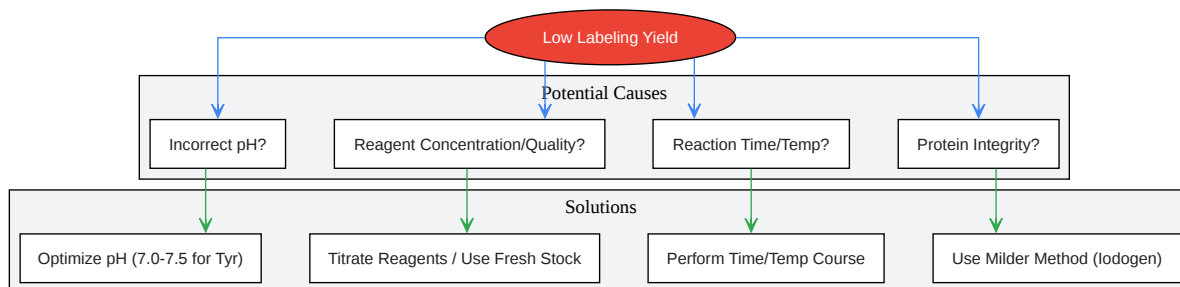 Low Labeling Yield
Potential Causes
Incorrect pH?
Reagent Concentration/Quality?
Reaction Time/Temp?
Protein Integrity?
Solutions
Optimize pH (7.0-7.5 for Tyr)
Titrate Reagents / Use Fresh Stock
Perform Time/Temp Course
Use Milder Method (Iodogen)